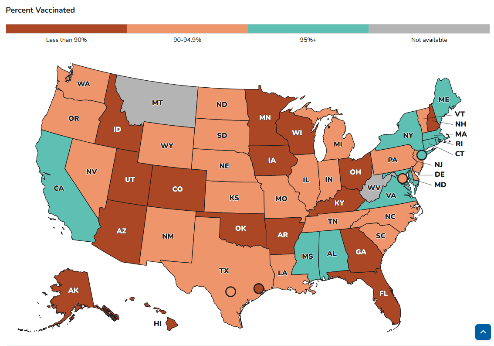 Percent Vaccinated
Less than 90% 90-94.9% 95%+ Not available
WA
MT
ME
ND
MN
VT
OR
ID
WI
NH
NY
MA
SD
MI
RI
WY
CT
IA
PA
NJ
NE
NV
OH
IL
IN
DE
UT
CO
WV
MD
CA
VA
KS
MO
KY
NC
TN
AZ
NM
OK
AR
SC
MS
AL
GA
TX
LA
AK
FL
HI